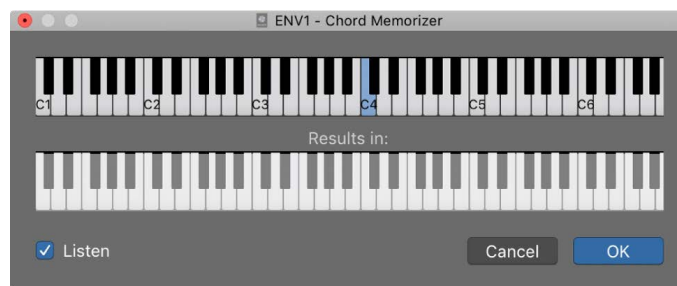 ENV1 - Chord Memorizer
C1 C2 C3 C4 C5 C6
Results in:
Listen Cancel OK